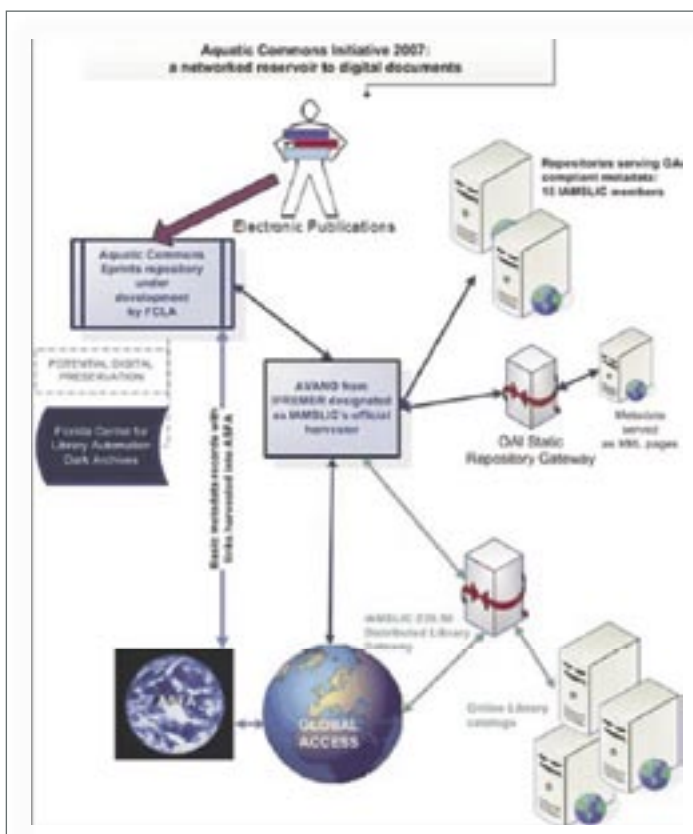 Aquatic Commons Initiative 2007:
a networked reservoir to digital documents
Electronic Publications
Repositories serving OAI
compliant metadata:
15 IAMSLIC members
Aquatic Commons
Eprints repository
under
development
by FCLA
POTENTIAL DIGITAL
PRESERVATION
Florida Center for
Library Automation
Dark Archives
AVANO from
IFREMER designated
as IAMSLIC's official
harvester
OAI Static
Repository Gateway
Metadata
served
as XML pages
Basic metadata records with
links harvested into ASFA
IAMSLIC Z39.50
Distributed Library
Gateway
Online Library
catalogs
ASFA
GLOBAL
ACCESS